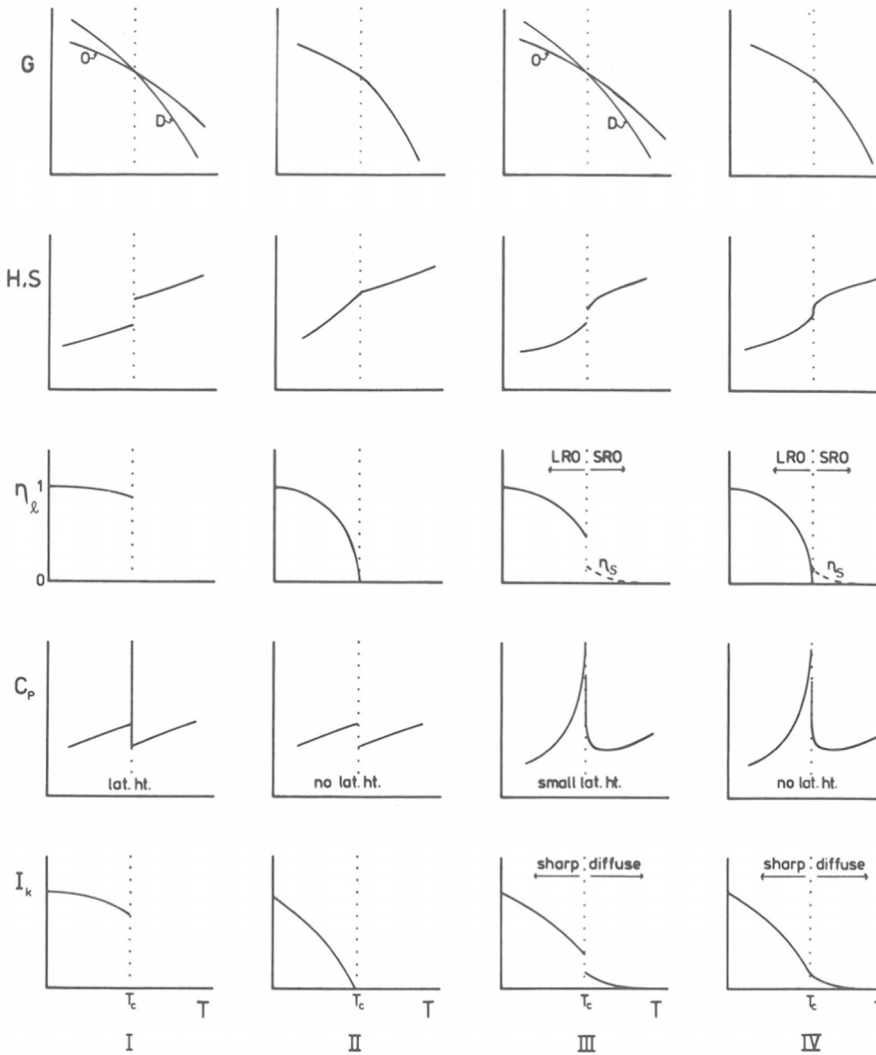 G
O
D
O
D
H.S
LRO SRO
LRO SRO
η
ℓ
1
0
ηs
ηs
Cp
lat. ht.
no lat. ht.
small lat. ht.
no lat. ht.
Ik
sharp diffuse
sharp diffuse
Tc T
Tc
Tc T
Tc
I
II
III
IV